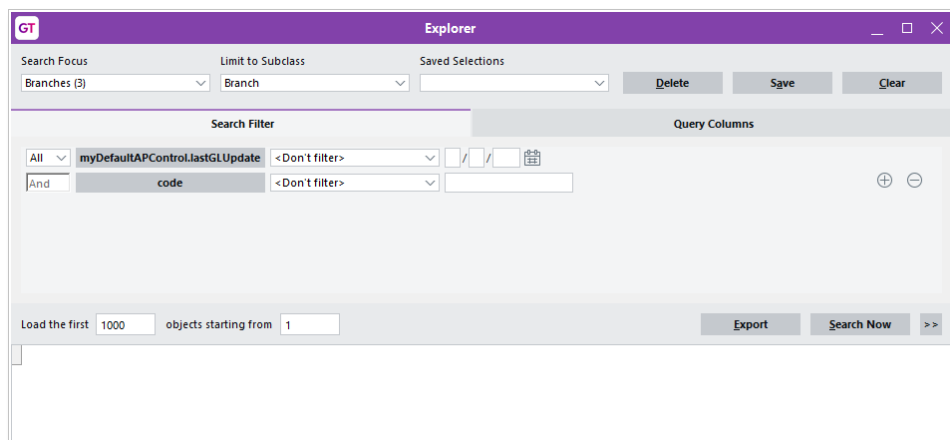 GT Explorer
Search Focus Limit to Subclass Saved Selections
Branches (3) Branch Delete Save Clear
Search Filter Query Columns
All myDefaultAPControl.lastGLUpdate <Don't filter> / /
And code <Don't filter>
Load the first 1000 objects starting from 1 Export Search Now >>